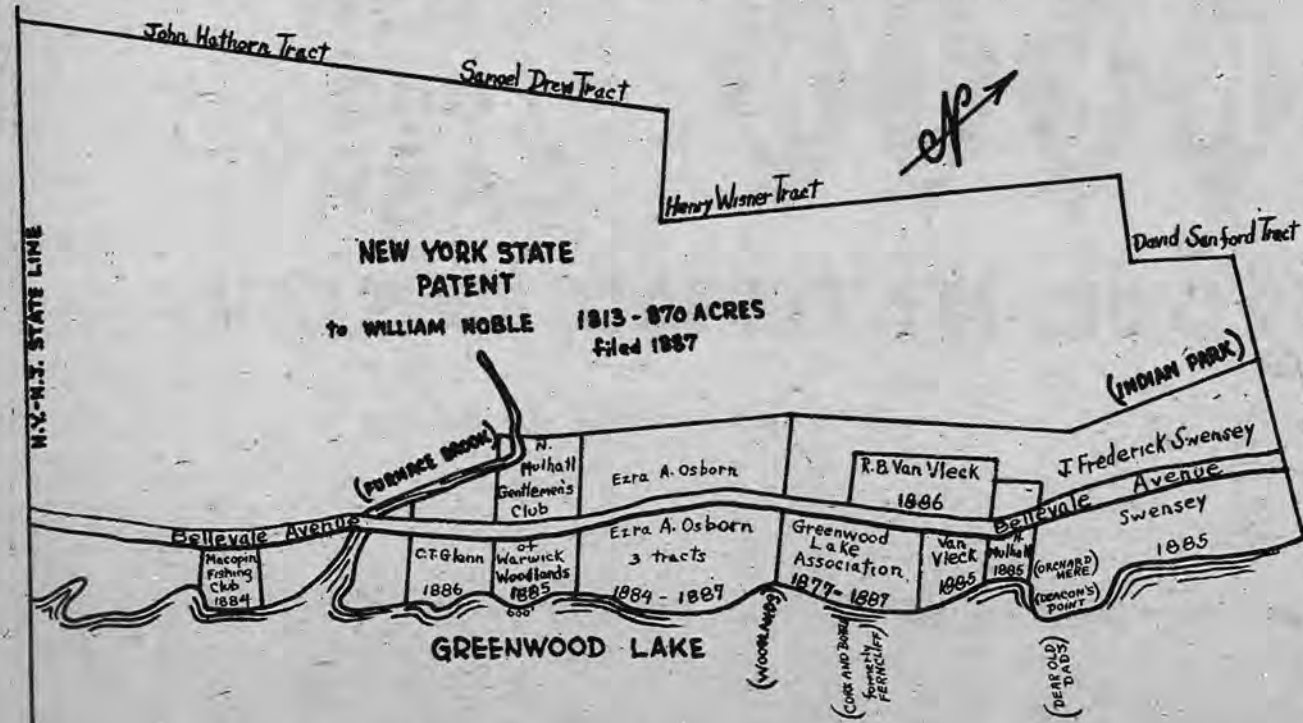 John Hathorn Tract
Samoel Drew Tract
N
Henry Wisner Tract
David Sanford Tract
N.Y.-N.J. STATE LINE
NEW YORK STATE
PATENT
to WILLIAM NOBLE
1813 - 870 ACRES
filed 1887
(INDIAN PARK)
(FURNACE BROOK)
N.
Mulhall
Gentlemen's
Club
Ezra A. Osborn
R.B. Van Vleck
1886
J. Frederick Swensey
Bellevale Avenue
Bellevale Avenue
Macopin
Fishing
Club
1884
C.T. Glenn
1886
of
Warwick
Woodlands
1885
600'
Ezra A. Osborn
3 tracts
1884 - 1887
Greenwood
Lake
Association
1877 - 1887
Van
Vleck
1885
N.
Mulhall
1885
Swensey
1885
(ORCHARD
HERE)
(DEACON'S
POINT)
GREENWOOD LAKE
(WOODLANDS)
(CORK AND
formerly
FERNCLIFF)
(DEAR OLD
DADS)